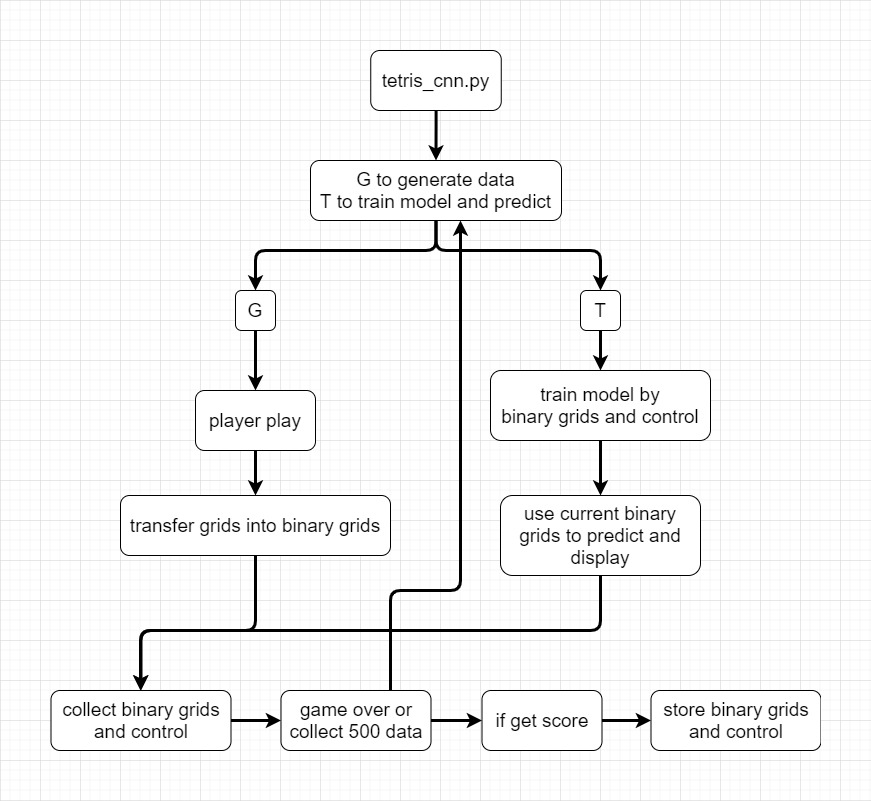 tetris_cnn.py
G to generate data
T to train model and predict
G
T
player play
train model by
binary grids and control
transfer grids into binary grids
use current binary
grids to predict and
display
collect binary grids
and control
game over or
collect 500 data
if get score
store binary grids
and control